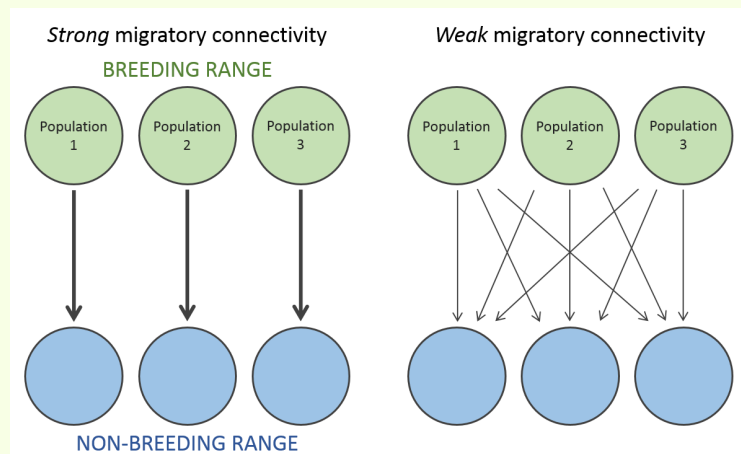 Strong migratory connectivity
BREEDING RANGE
Population
1
Population
2
Population
3
NON-BREEDING RANGE
Weak migratory connectivity
Population
1
Population
2
Population
3